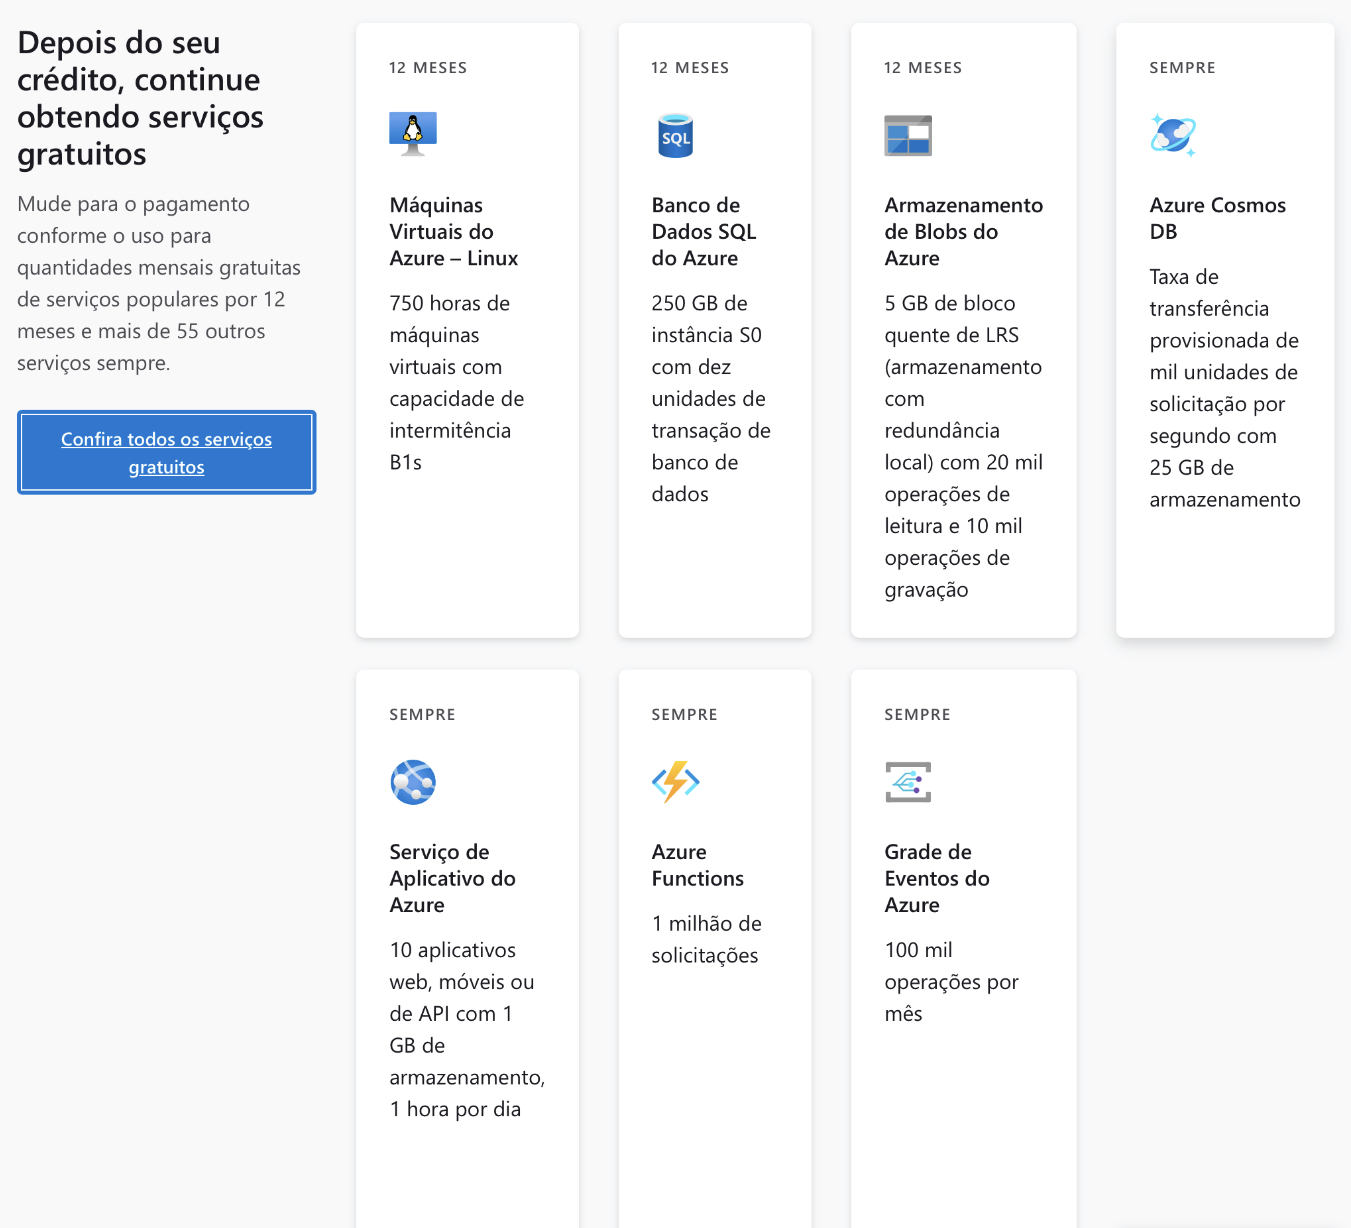 Depois do seu
crédito, continue
obtendo serviços
gratuitos
Mude para o pagamento
conforme o uso para
quantidades mensais gratuitas
de serviços populares por 12
meses e mais de 55 outros
serviços sempre.
Confira todos os serviços
gratuitos
12 MESES
Máquinas
Virtuais do
Azure – Linux
750 horas de
máquinas
virtuais com
capacidade de
intermitência
B1s
12 MESES
SQL
Banco de
Dados SQL
do Azure
250 GB de
instância S0
com dez
unidades de
transação de
banco de
dados
12 MESES
Armazenamento
de Blobs do
Azure
5 GB de bloco
quente de LRS
(armazenamento
com
redundância
local) com 20 mil
operações de
leitura e 10 mil
operações de
gravação
SEMPRE
Azure Cosmos
DB
Taxa de
transferência
provisionada de
mil unidades de
solicitação por
segundo com
25 GB de
armazenamento
SEMPRE
Serviço de
Aplicativo do
Azure
10 aplicativos
web, móveis ou
de API com 1
GB de
armazenamento,
1 hora por dia
SEMPRE
Azure
Functions
1 milhão de
solicitações
SEMPRE
Grade de
Eventos do
Azure
100 mil
operações por
mês